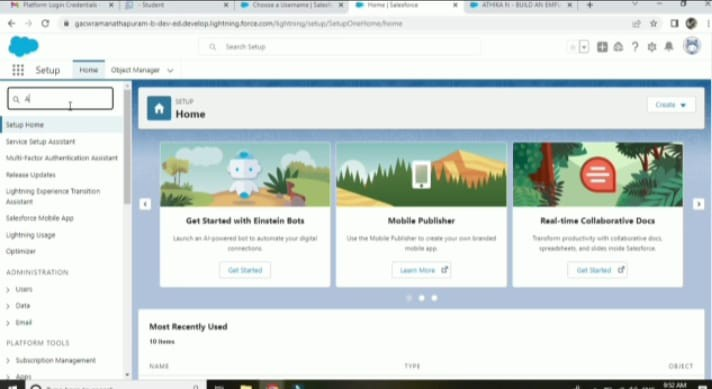 Platform Login Credentials
- Student
Choose a Username | Salesf
Home | Salesforce
ATHIKA N - BUILD AN EMPL
gacwramanathapuram-b-dev-ed.develop.lightning.force.com/lightning/setup/SetupOneHome/home
Search Setup
Setup
Home
Object Manager
A
SETUP
Home
Create
Setup Home
Service Setup Assistant
Multi-Factor Authentication Assistant
Release Updates
Lightning Experience Transition
Assistant
Salesforce Mobile App
Lightning Usage
Optimizer
ADMINISTRATION
Users
Data
Email
PLATFORM TOOLS
Subscription Management
Apps
Get Started with Einstein Bots
Launch an AI-powered bot to automate your digital
connections.
Get Started
Mobile Publisher
Use the Mobile Publisher to create your own branded
mobile app.
Learn More
Real-time Collaborative Docs
Transform productivity with collaborative docs,
spreadsheets, and slides inside Salesforce.
Get Started
Most Recently Used
10 items
NAME
TYPE
OBJECT
9:52 AM